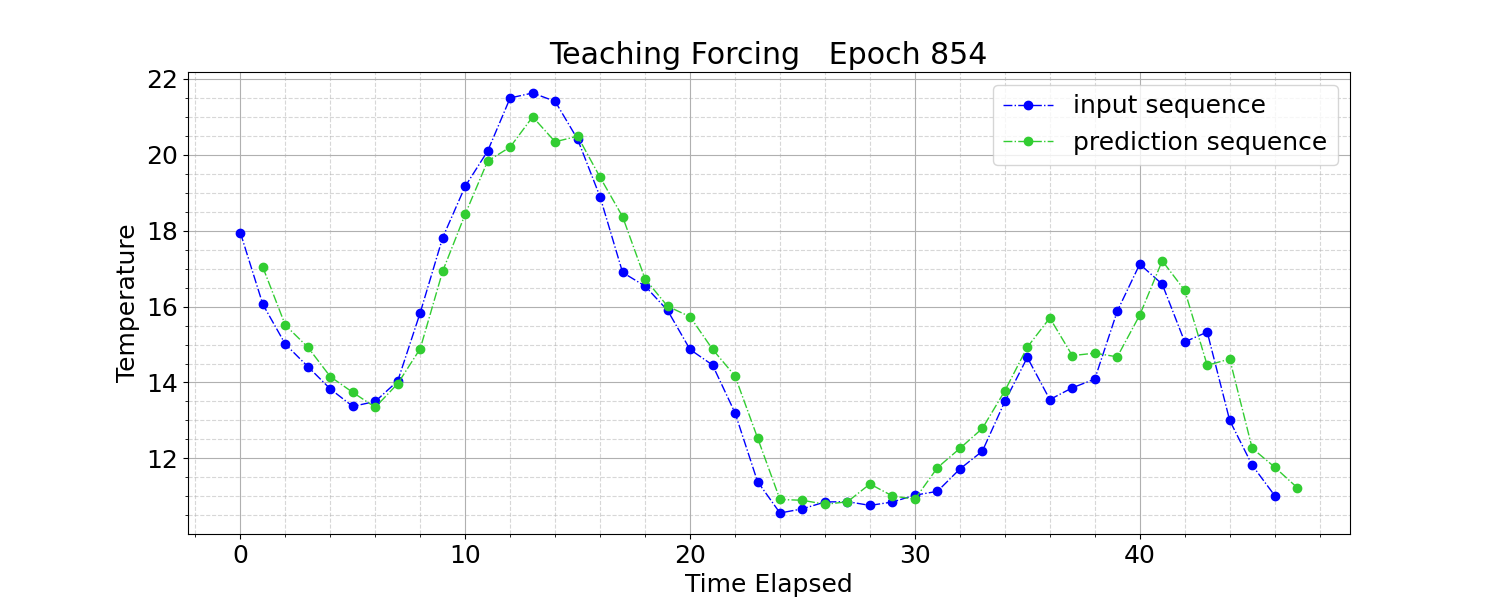 Teaching Forcing   Epoch 854
22
20
18
16
14
12
Temperature
input sequence
prediction sequence
0 10 20 30 40
Time Elapsed